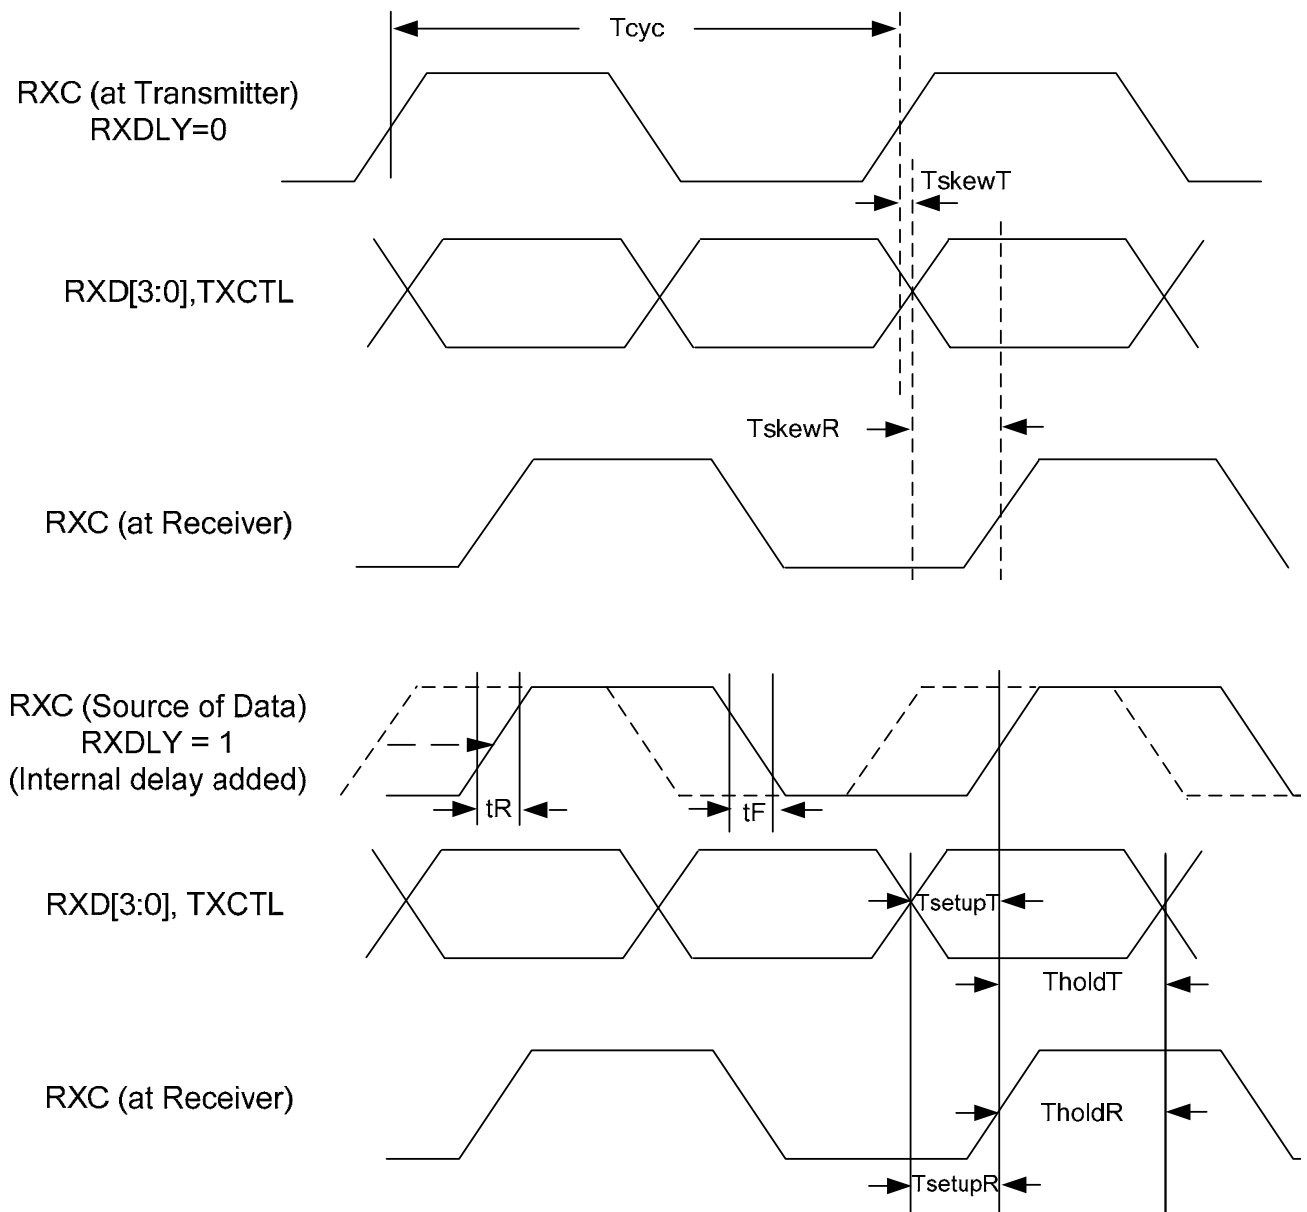 Tcyc
RXC (at Transmitter)
RXDLY=0
TskewT
RXD[3:0],TXCTL
TskewR
RXC (at Receiver)
RXC (Source of Data)
RXDLY = 1
(Internal delay added)
tR
tF
RXD[3:0], TXCTL
TsetupT
TholdT
RXC (at Receiver)
TholdR
TsetupR